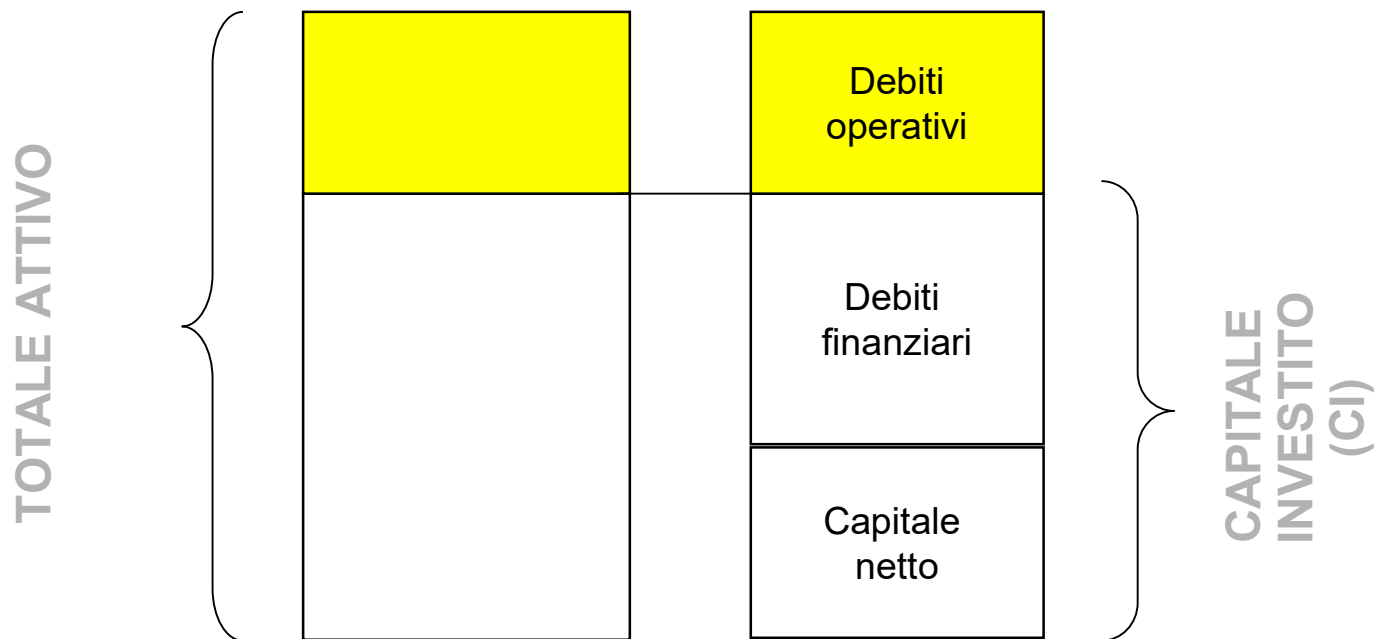 TOTALE ATTIVO
Debiti
operativi
Debiti
finanziari
Capitale
netto
CAPITALE
INVESTITO
(CI)